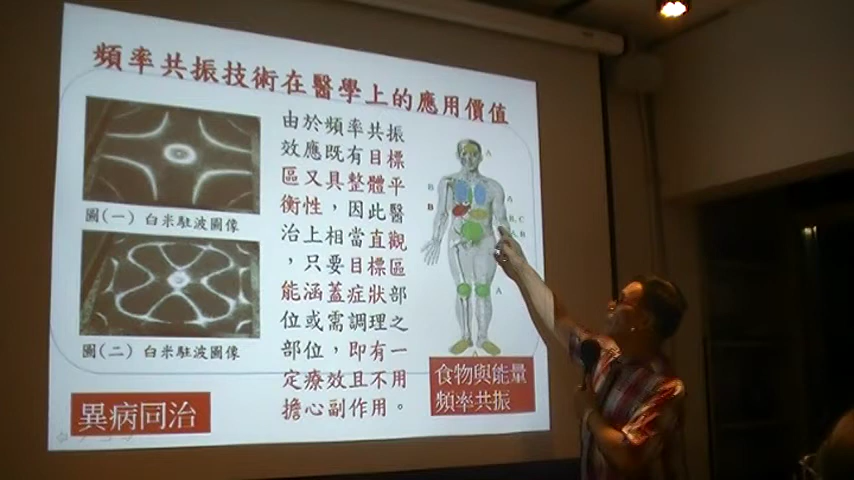 頻率共振技術在醫學上的應用價值
由於頻率共振
效應既有目標
區又具整體平
衡性，因此醫
治上相當直觀
，只要目標區
能涵蓋症狀部
位或需調理之
部位，即有一
定療效且不用
擔心副作用。
圖(一) 白米駐波圖像
圖(二) 白米駐波圖像
異病同治
A
B
A
B
B, C
A, B
A
A
食物與能量
頻率共振